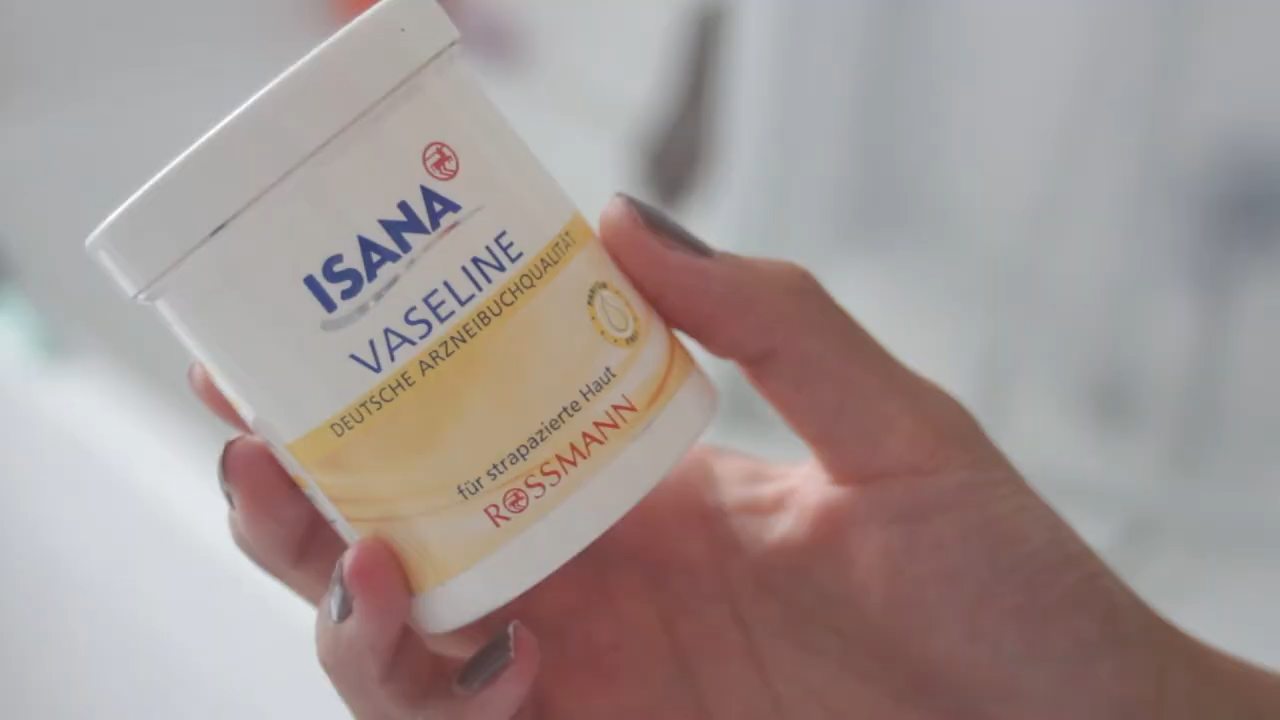 ISANA
VASELINE
DEUTSCHE ARZNEIBUCHQUALITÄT
für strapazierte Haut
ROSSMANN